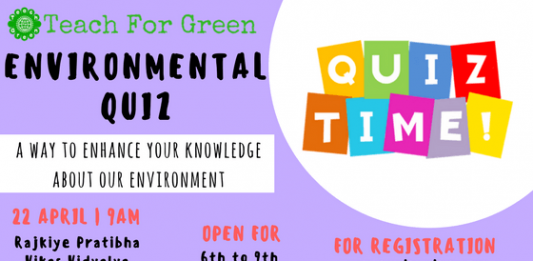 Teach For Green
ENVIRONMENTAL
QUIZ
A WAY TO ENHANCE YOUR KNOWLEDGE
ABOUT OUR ENVIRONMENT
QUIZ
TIME!
22 APRIL | 9AM
Rajkiye Pratibha
OPEN FOR
6th to 9th
FOR REGISTRATION